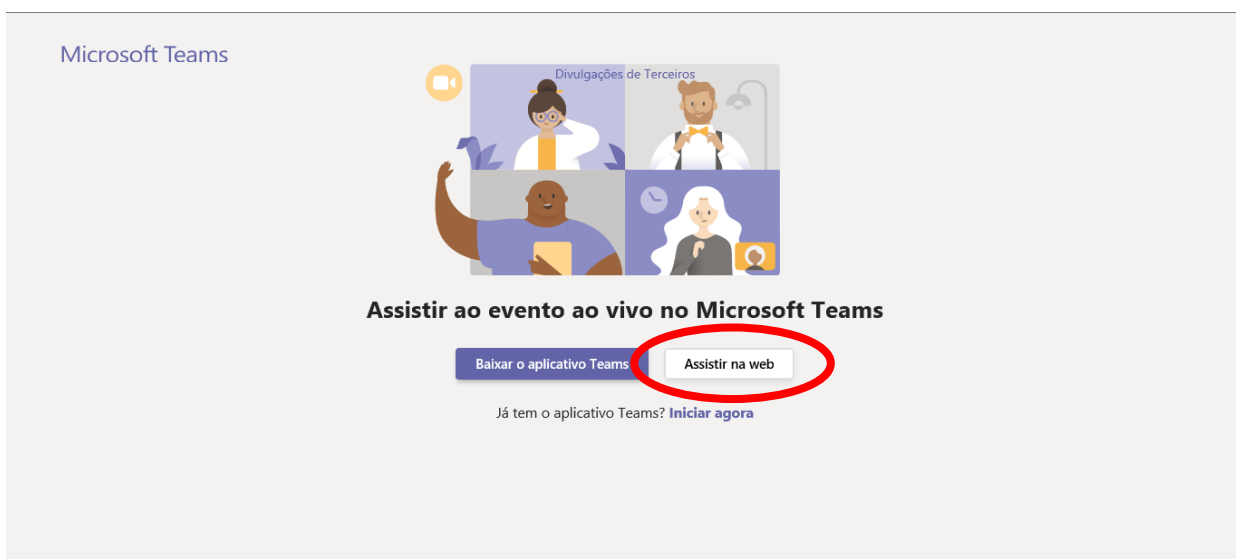 Microsoft Teams
Divulgações de Terceiros
Assistir ao evento ao vivo no Microsoft Teams
Baixar o aplicativo Teams
Assistir na web
Já tem o aplicativo Teams? Iniciar agora